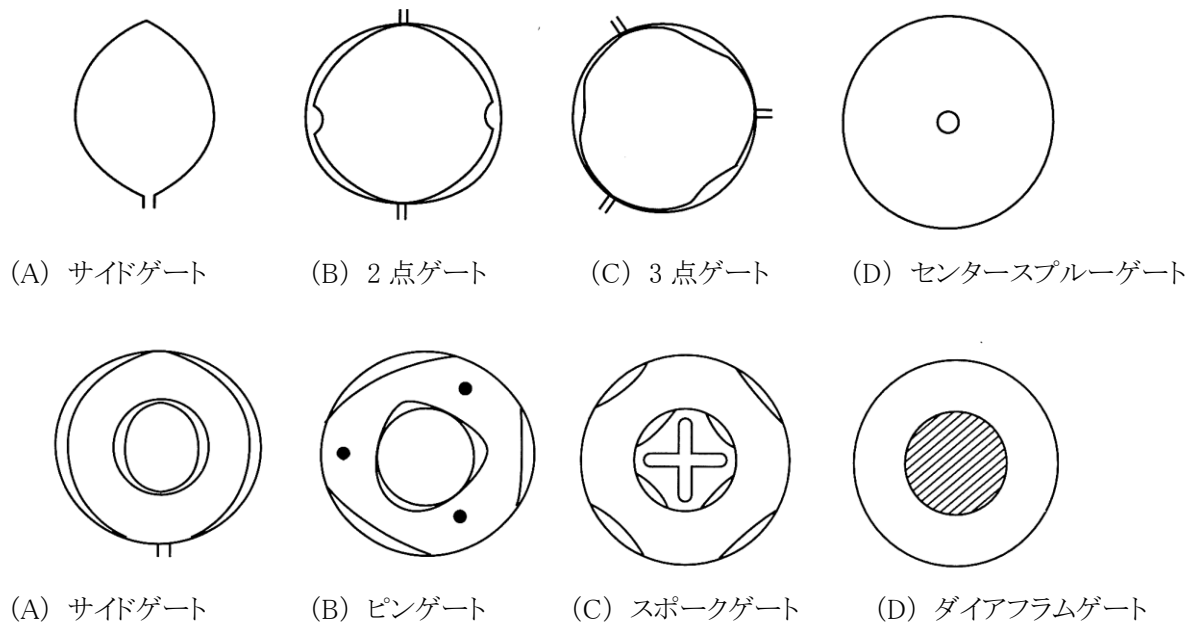 (A) サイドゲート (B) 2 点ゲート (C) 3 点ゲート (D) センタースプルーゲート
(A) サイドゲート (B) ピンゲート (C) スポークゲート (D) ダイアフラムゲート